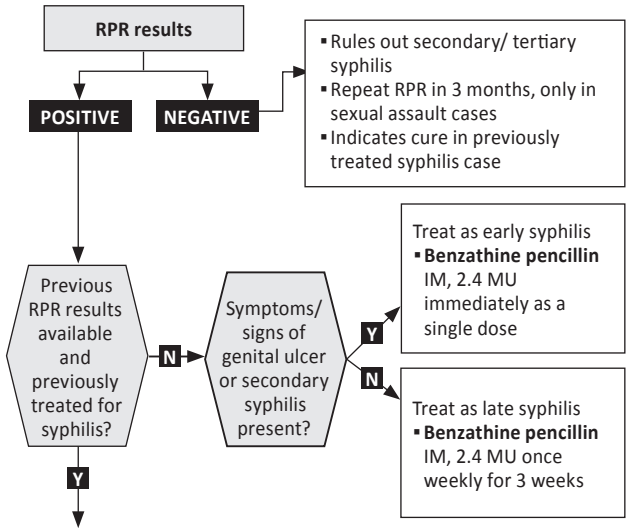 RPR results
POSITIVE
NEGATIVE
▪ Rules out secondary/ tertiary
syphilis
▪ Repeat RPR in 3 months, only in
sexual assault cases
▪ Indicates cure in previously
treated syphilis case
Previous
RPR results
available
and
previously
treated for
syphilis?
N
Y
Symptoms/
signs of
genital ulcer
or secondary
syphilis
present?
Y
N
Treat as early syphilis
▪ Benzathine pencillin
IM, 2.4 MU
immediately as a
single dose
Treat as late syphilis
▪ Benzathine pencillin
IM, 2.4 MU once
weekly for 3 weeks